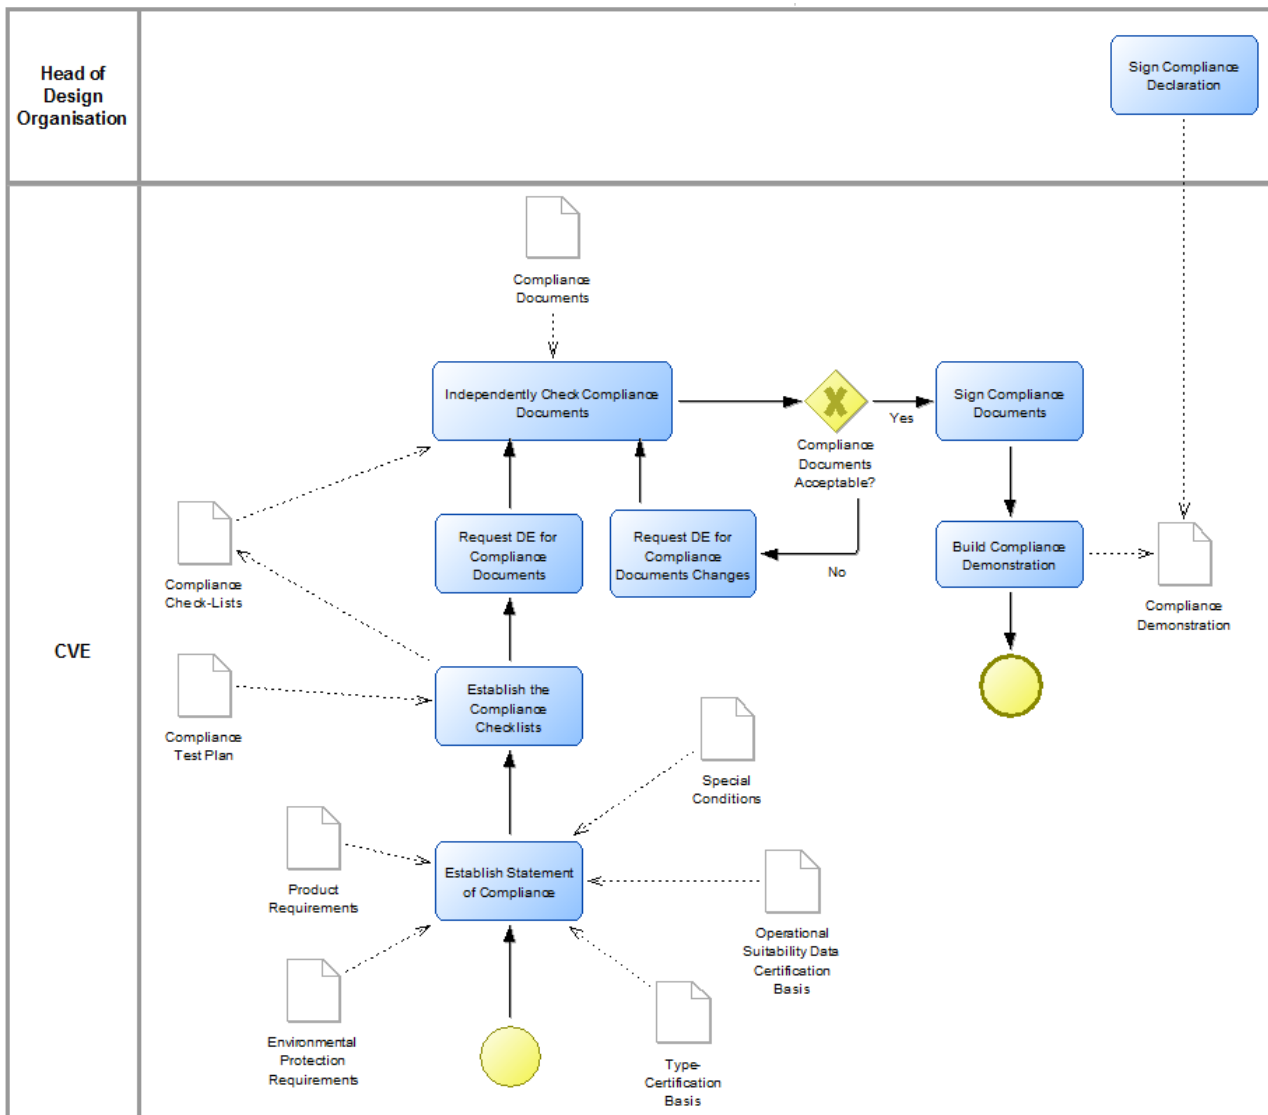 Head of
Design
Organisation
Sign Compliance
Declaration
CVE
Compliance
Documents
Independently Check Compliance
Documents
Compliance
Documents
Acceptable?
Yes
No
Sign Compliance
Documents
Compliance
Check-Lists
Request DE for
Compliance
Documents
Request DE for
Compliance
Documents Changes
Build Compliance
Demonstration
Compliance
Demonstration
Compliance
Test Plan
Establish the
Compliance
Checklists
Special
Conditions
Product
Requirements
Establish Statement
of Compliance
Operational
Suitability Data
Certification
Basis
Environmental
Protection
Requirements
Type-
Certification
Basis